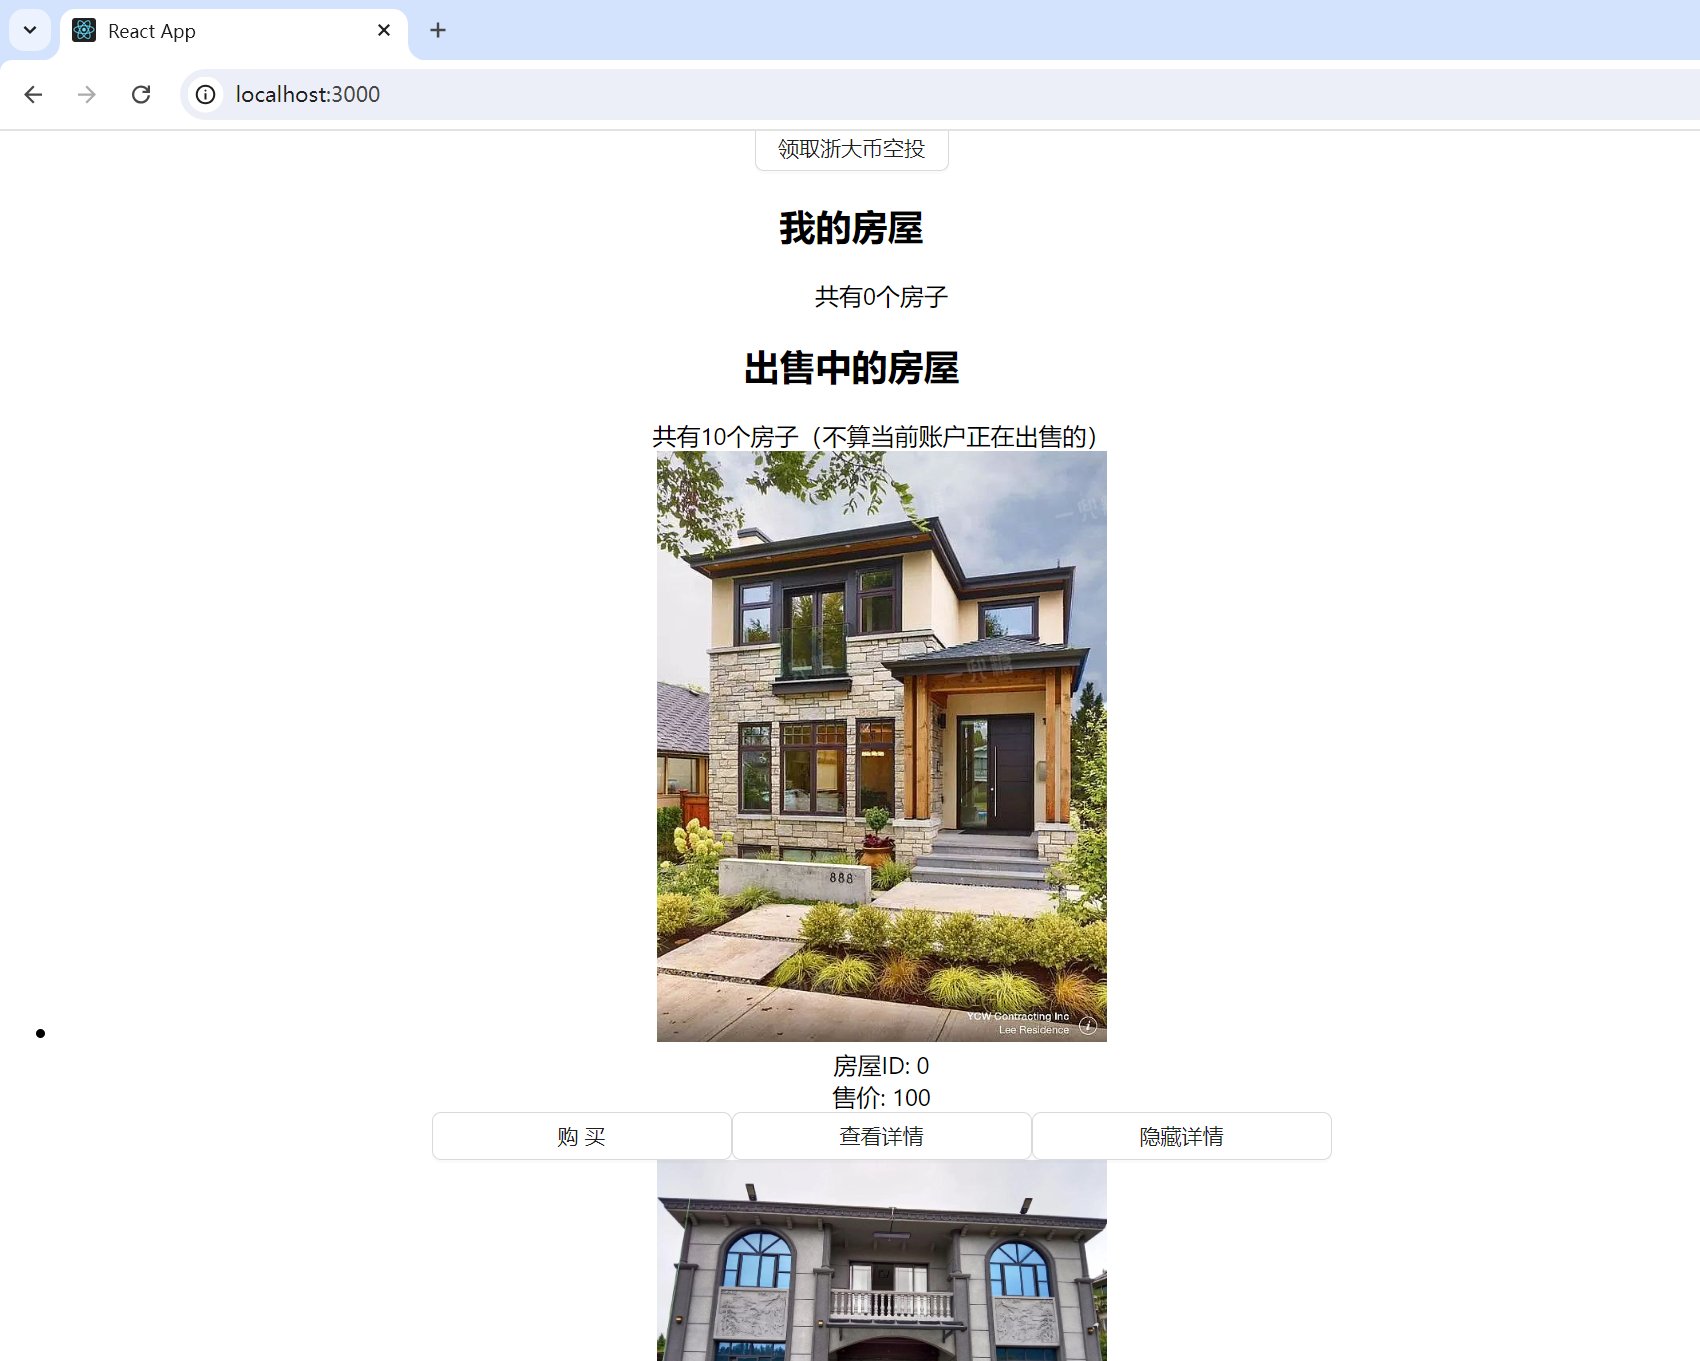 React App
localhost:3000
领取浙大币空投
我的房屋
共有0个房子
出售中的房屋
共有10个房子（不算当前账户正在出售的）
888
YCW Contracting Inc
Lee Residence
房屋ID: 0
售价: 100
购 买
查看详情
隐藏详情